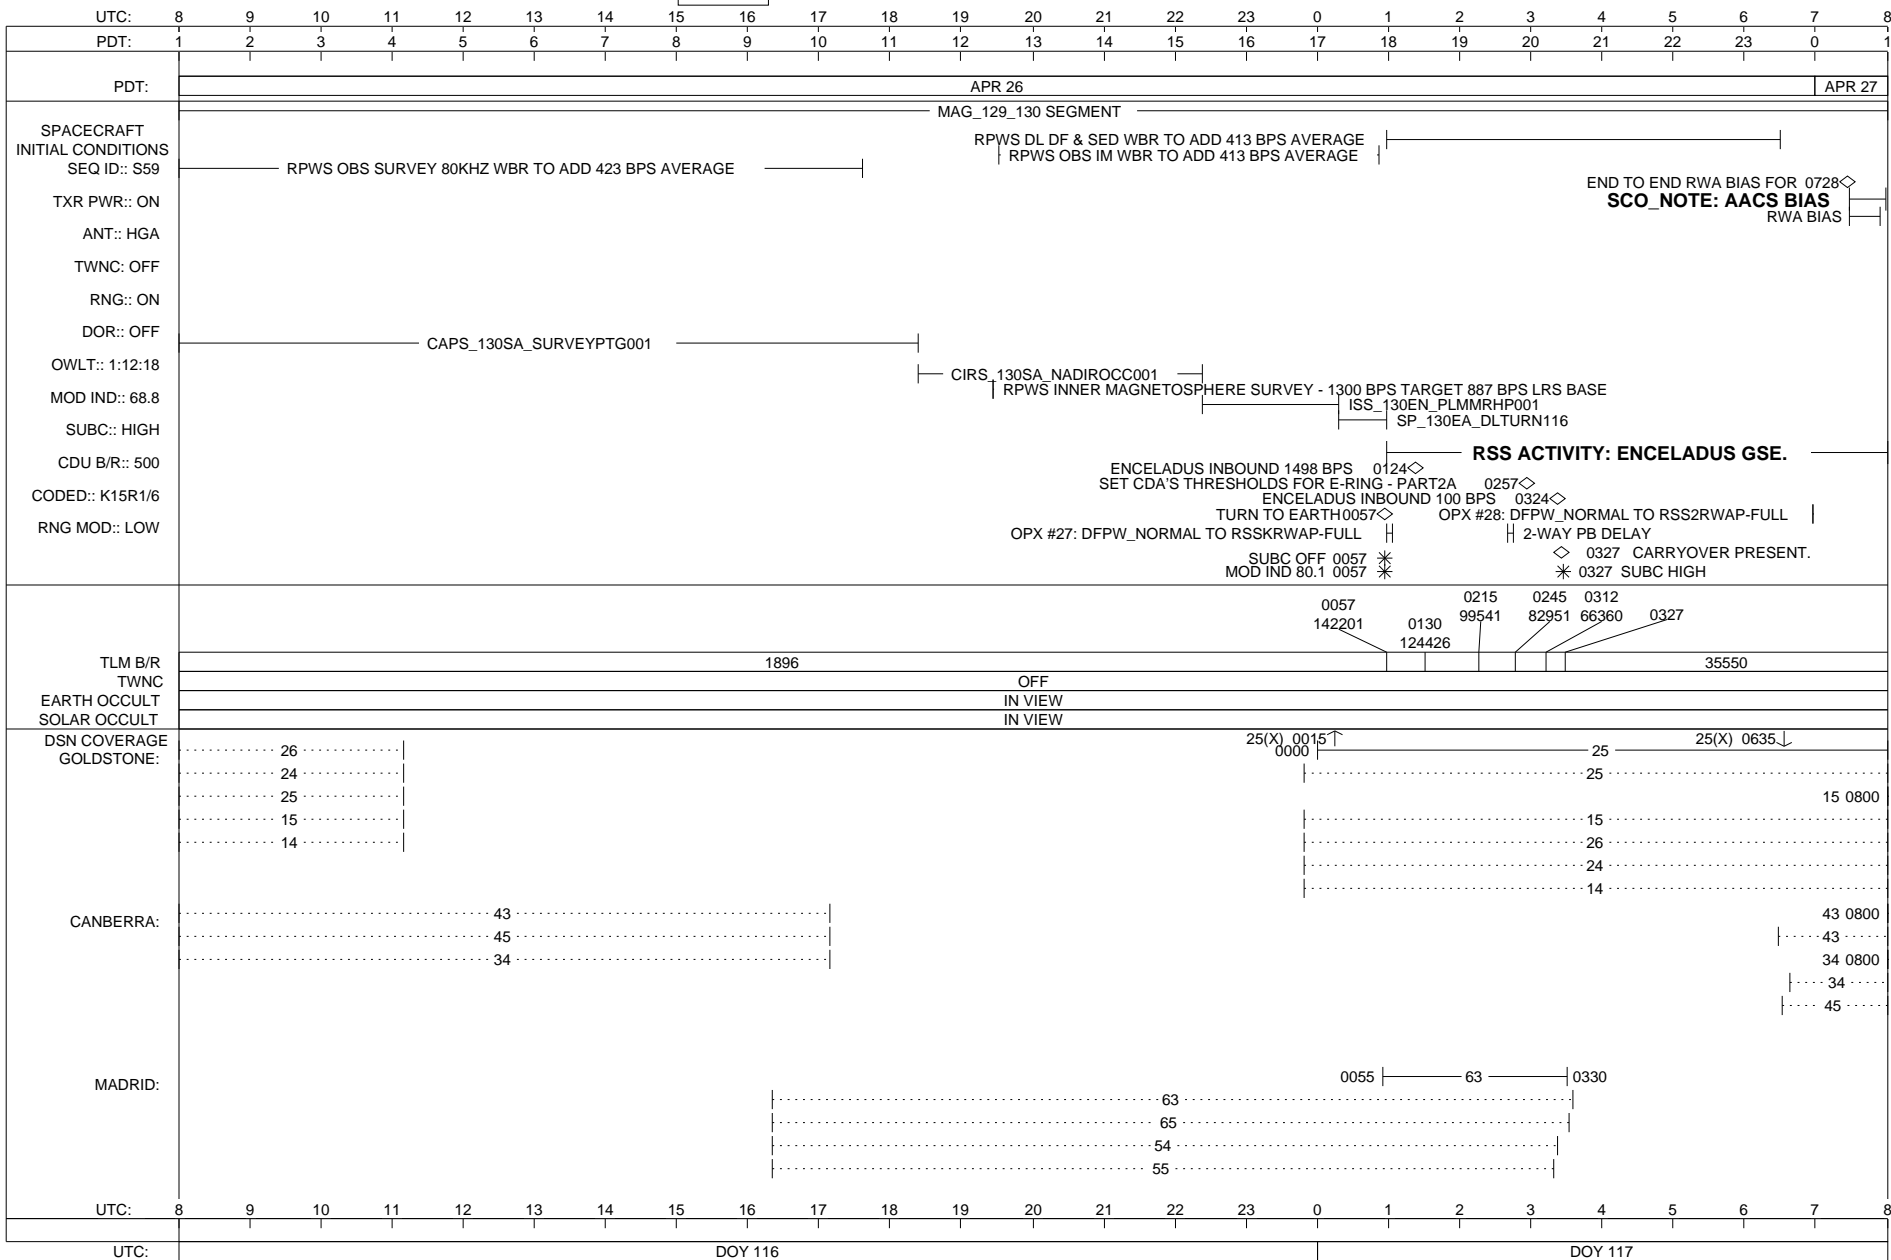 UTC: 8 9 10 11 12 13 14 15 16 17 18 19 20 21 22 23 0 1 2 3 4 5 6 7 8
PDT: 1 2 3 4 5 6 7 8 9 10 11 12 13 14 15 16 17 18 19 20 21 22 23 0 1
PDT: APR 26 APR 27
MAG_129_130 SEGMENT
SPACECRAFT
INITIAL CONDITIONS
RPWS DL DF & SED WBR TO ADD 413 BPS AVERAGE
RPWS OBS IM WBR TO ADD 413 BPS AVERAGE
SEQ ID:: S59
RPWS OBS SURVEY 80KHZ WBR TO ADD 423 BPS AVERAGE
END TO END RWA BIAS FOR 0728
TXR PWR:: ON
SCO_NOTE: AACS BIAS
RWA BIAS
ANT:: HGA
TWNC: OFF
RNG:: ON
DOR:: OFF
CAPS_130SA_SURVEYPTG001
OWLT:: 1:12:18
CIRS_130SA_NADIROCC001
RPWS INNER MAGNETOSPHERE SURVEY - 1300 BPS TARGET 887 BPS LRS BASE
MOD IND:: 68.8
ISS_130EN_PLMMRHP001
SP_130EA_DLTURN116
SUBC:: HIGH
RSS ACTIVITY: ENCELADUS GSE.
CDU B/R:: 500
ENCELADUS INBOUND 1498 BPS 0124
SET CDA'S THRESHOLDS FOR E-RING - PART2A 0257
CODED:: K15R1/6
ENCELADUS INBOUND 100 BPS 0324
TURN TO EARTH0057 OPX #28: DFPW_NORMAL TO RSS2RWAP-FULL
RNG MOD:: LOW
OPX #27: DFPW_NORMAL TO RSSKRWAP-FULL 2-WAY PB DELAY
SUBC OFF 0057 0327 CARRYOVER PRESENT.
MOD IND 80.1 0057 0327 SUBC HIGH
0057 0215 0245 0312
142201 0130 99541 82951 66360 0327
124426
TLM B/R 1896 35550
TWNC OFF
EARTH OCCULT IN VIEW
SOLAR OCCULT IN VIEW
DSN COVERAGE
25(X) 0015 25(X) 0635
GOLDSTONE: 26 0000 25
24 25
25 15 0800
15 15
14 26
24
14
CANBERRA: 43 43 0800
45 43
34 34 0800
34
45
MADRID: 0055 63 0330
63
65
54
55
UTC: 8 9 10 11 12 13 14 15 16 17 18 19 20 21 22 23 0 1 2 3 4 5 6 7 8
UTC: DOY 116 DOY 117